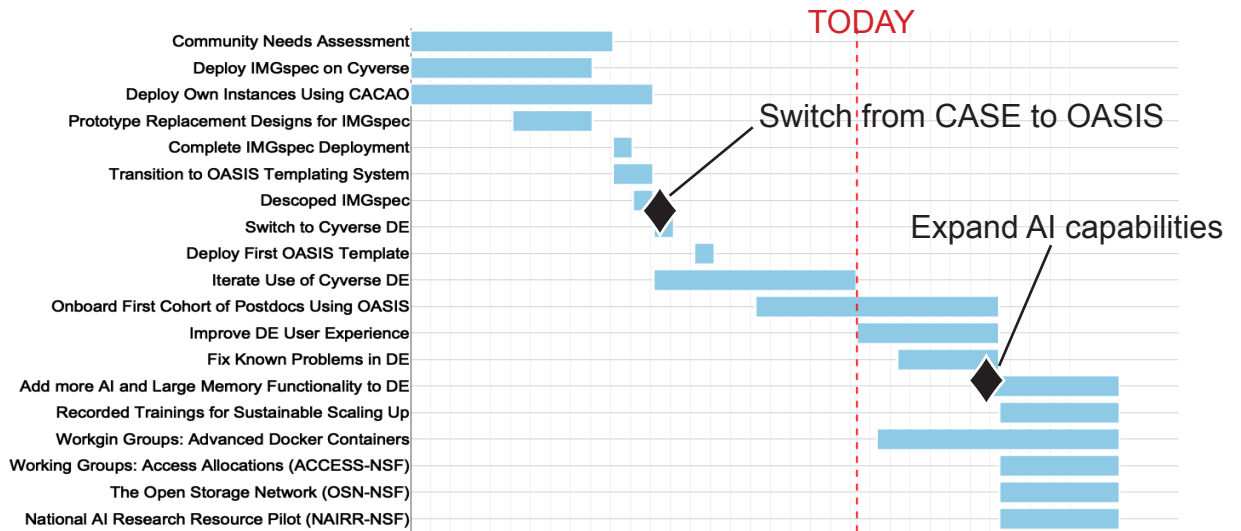 TODAY
Community Needs Assessment
Deploy IMGspec on Cyverse
Deploy Own Instances Using CACAO
Prototype Replacement Designs for IMGspec
Switch from CASE to OASIS
Complete IMGspec Deployment
Transition to OASIS Templating System
Descoped IMGspec
Switch to Cyverse DE
Expand AI capabilities
Deploy First OASIS Template
Iterate Use of Cyverse DE
Onboard First Cohort of Postdocs Using OASIS
Improve DE User Experience
Fix Known Problems in DE
Add more AI and Large Memory Functionality to DE
Recorded Trainings for Sustainable Scaling Up
Workgin Groups: Advanced Docker Containers
Working Groups: Access Allocations (ACCESS-NSF)
The Open Storage Network (OSN-NSF)
National AI Research Resource Pilot (NAIRR-NSF)